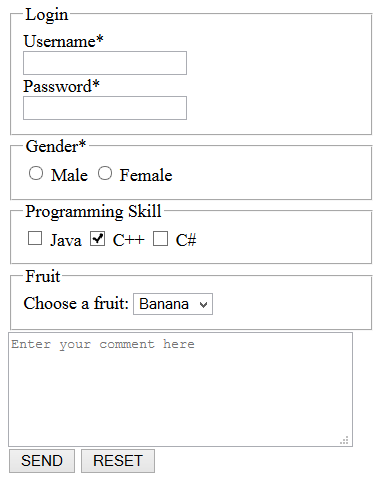 Login
Username*
Password*
Gender*
Male Female
Programming Skill
Java C++ C#
Fruit
Choose a fruit: Banana
Enter your comment here
SEND RESET